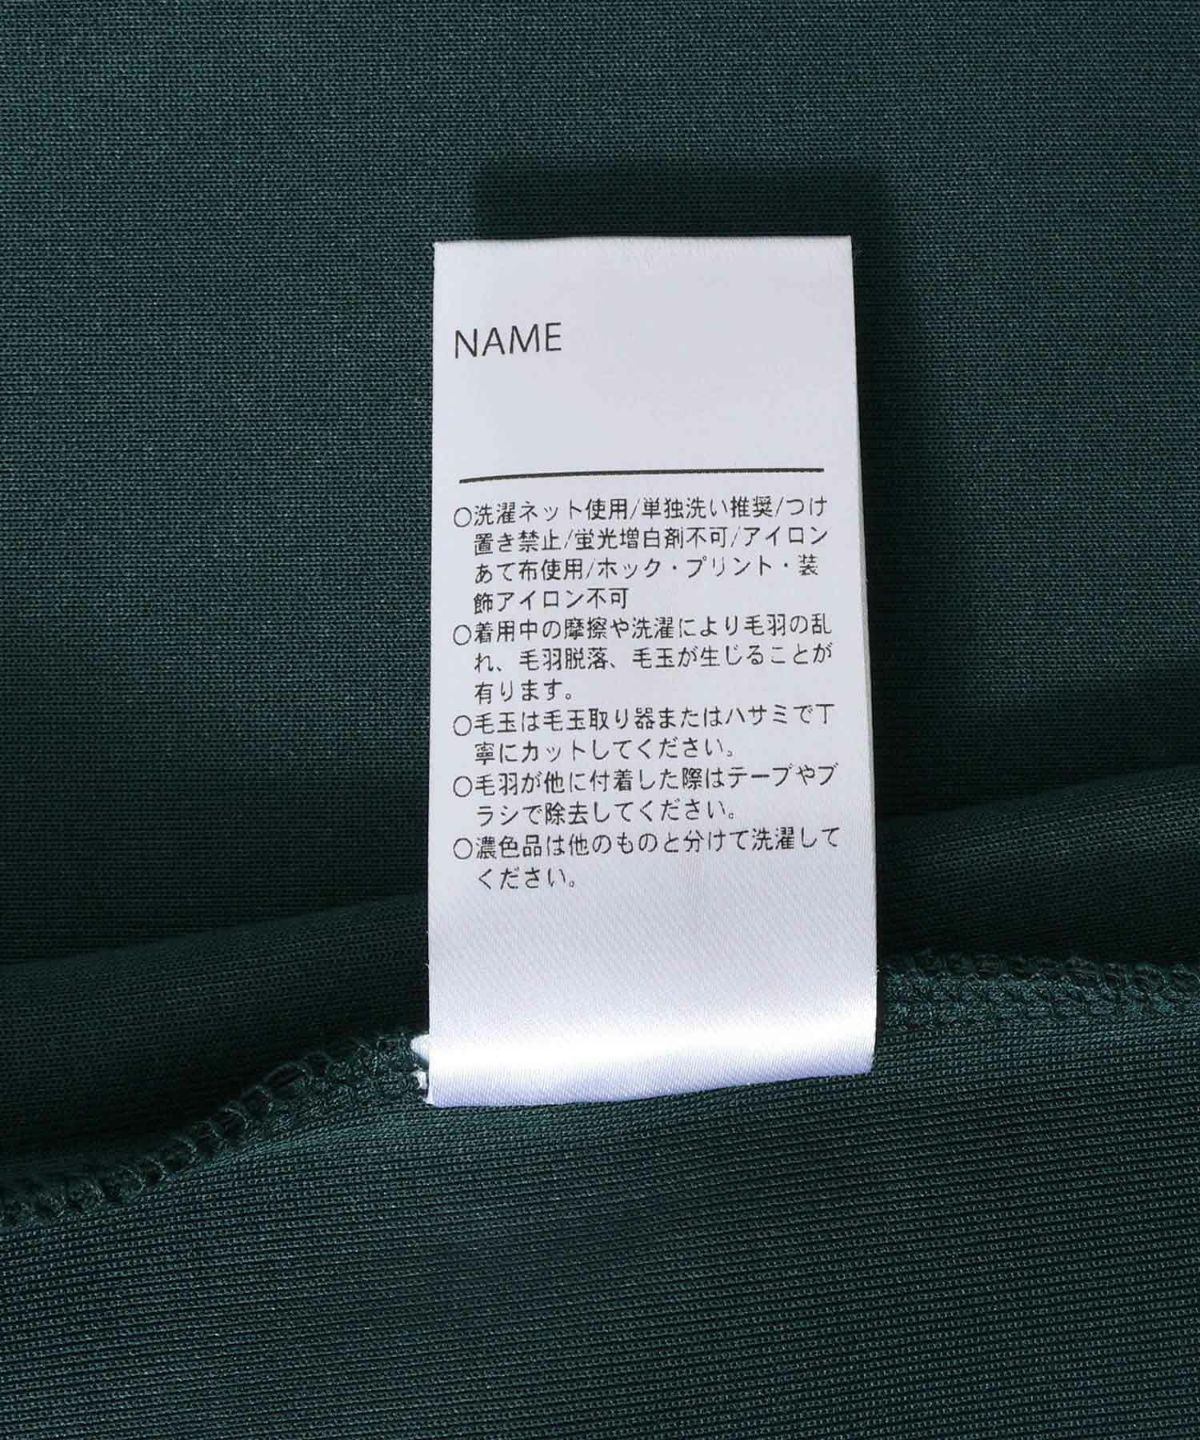 NAME
○洗濯ネット使用/単独洗い推奨/つけ
置き禁止/蛍光増白剤不可/アイロン
あて布使用/ホック・プリント・装
飾アイロン不可
○着用中の摩擦や洗濯により毛羽の乱
れ、毛羽脱落、毛玉が生じることが
有ります。
○毛玉は毛玉取り器またはハサミで丁
寧にカットしてください。
○毛羽が他に付着した際はテープやブ
ラシで除去してください。
○濃色品は他のものと分けて洗濯して
ください。